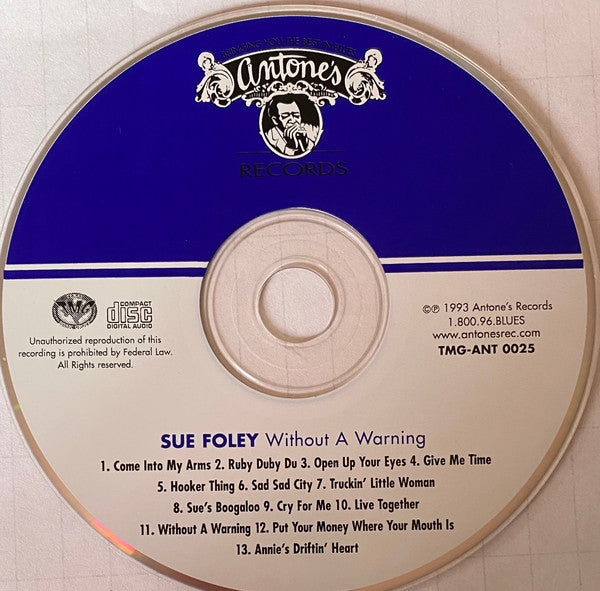 BRINGING YOU THE BEST IN BLUES
antone's
RECORDS
TMG
COMPACT
disc
DIGITAL AUDIO
Unauthorized reproduction of this
recording is prohibited by Federal Law.
All Rights reserved.
©℗ 1993 Antone's Records
1.800.96.BLUES
www.antonesrec.com
TMG-ANT 0025
SUE FOLEY Without A Warning
1. Come Into My Arms 2. Ruby Duby Du 3. Open Up Your Eyes 4. Give Me Time
5. Hooker Thing 6. Sad Sad City 7. Truckin' Little Woman
8. Sue's Boogaloo 9. Cry For Me 10. Live Together
11. Without A Warning 12. Put Your Money Where Your Mouth Is
13. Annie's Driftin' Heart